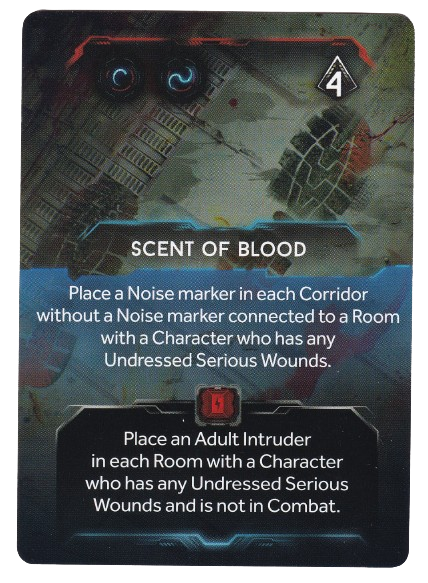 4
SCENT OF BLOOD
Place a Noise marker in each Corridor
without a Noise marker connected to a Room
with a Character who has any
Undressed Serious Wounds.
Place an Adult Intruder
in each Room with a Character
who has any Undressed Serious
Wounds and is not in Combat.